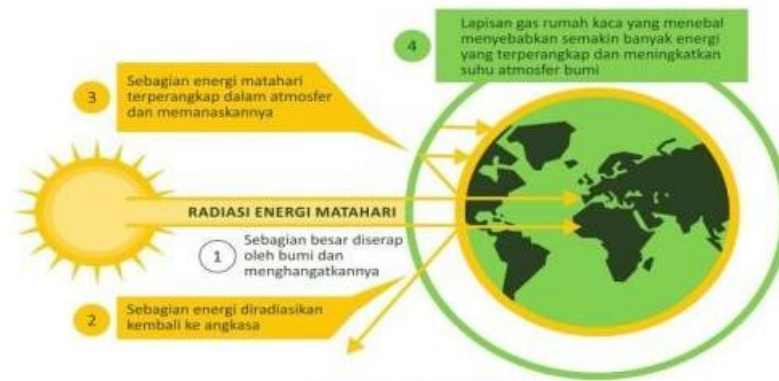 4
Lapisan gas rumah kaca yang menebal
menyebabkan semakin banyak energi
yang terperangkap dan meningkatkan
suhu atmosfer bumi
3
Sebagian energi matahari
terperangkap dalam atmosfer
dan memanaskannya
RADIASI ENERGI MATAHARI
1
Sebagian besar diserap
oleh bumi dan
menghangatkannya
2
Sebagian energi diradiasikan
kembali ke angkasa